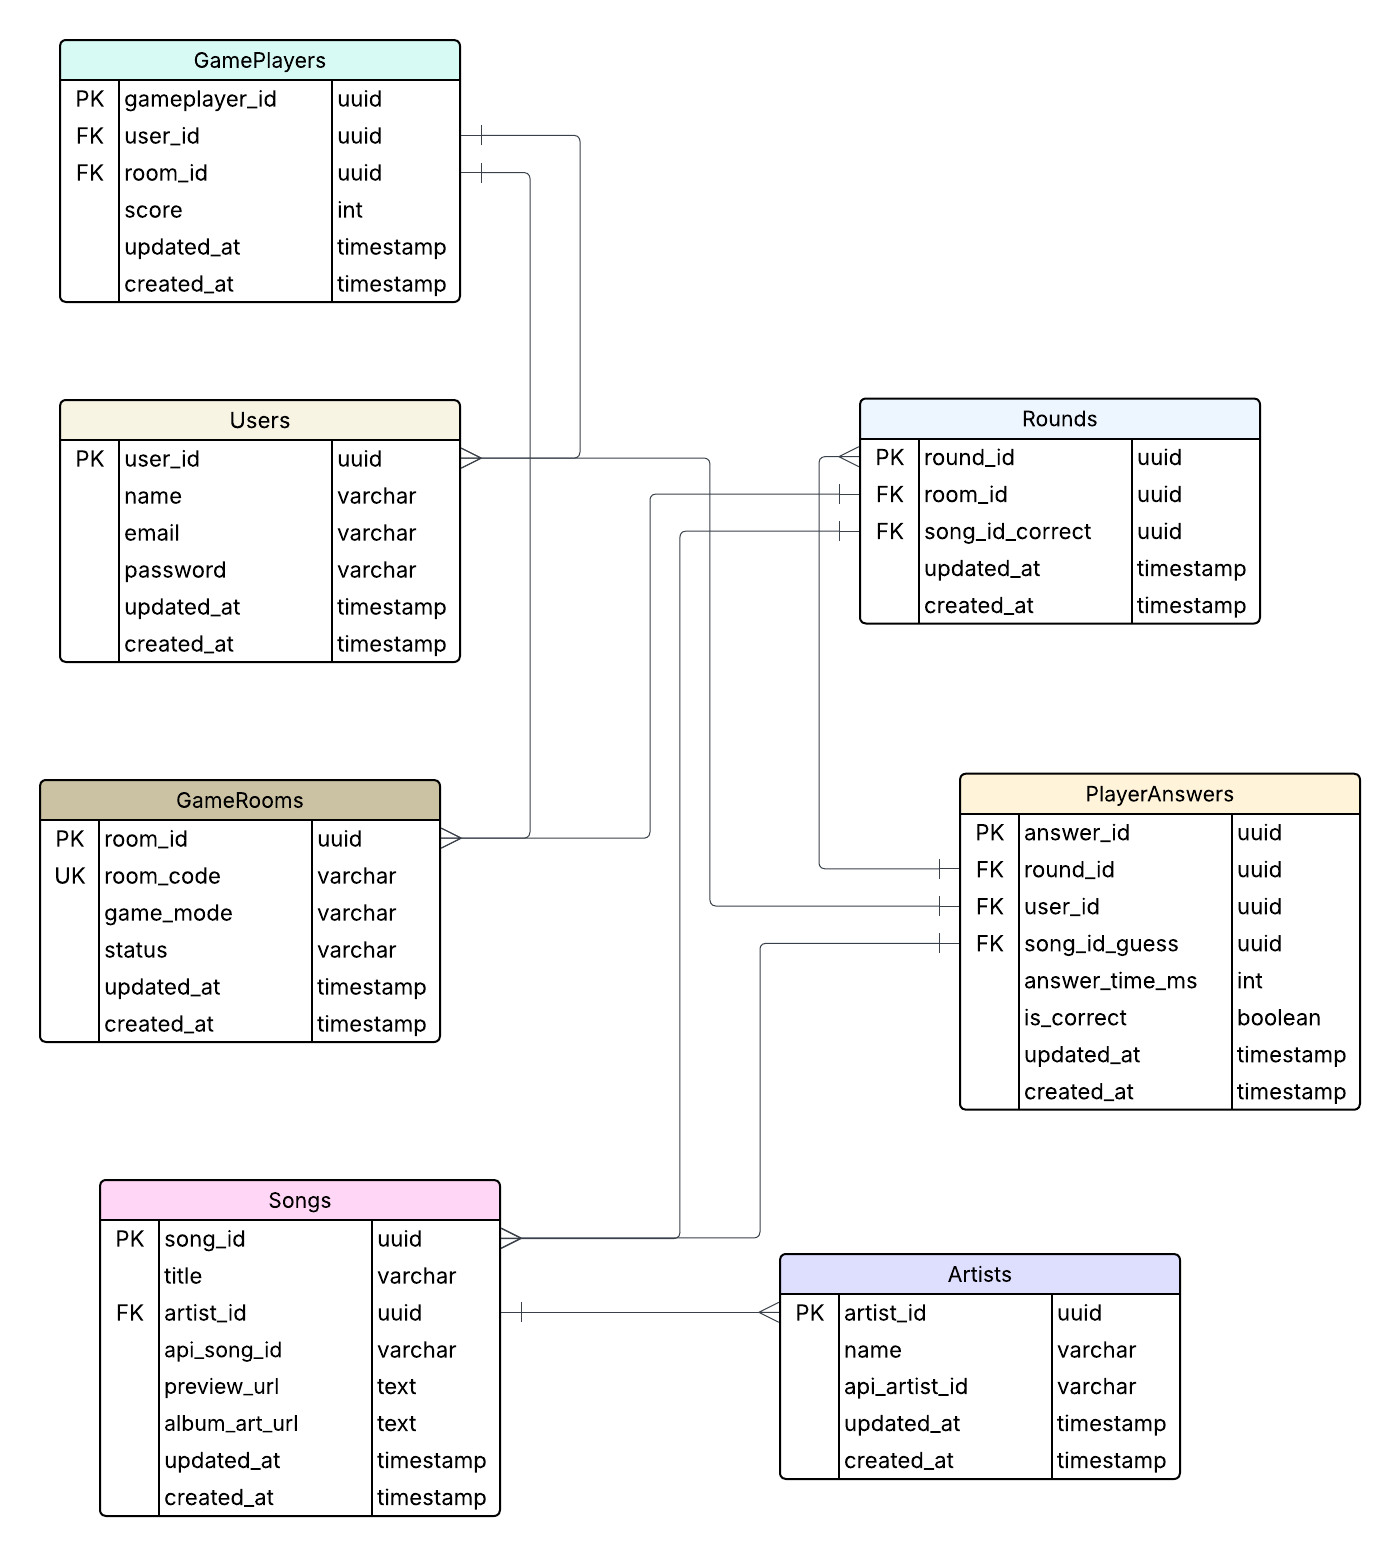 GamePlayers
PK gameplayer_id uuid
FK user_id uuid
FK room_id uuid
score int
updated_at timestamp
created_at timestamp
Users
PK user_id uuid
name varchar
email varchar
password varchar
updated_at timestamp
created_at timestamp
Rounds
PK round_id uuid
FK room_id uuid
FK song_id_correct uuid
updated_at timestamp
created_at timestamp
GameRooms
PK room_id uuid
UK room_code varchar
game_mode varchar
status varchar
updated_at timestamp
created_at timestamp
PlayerAnswers
PK answer_id uuid
FK round_id uuid
FK user_id uuid
FK song_id_guess uuid
answer_time_ms int
is_correct boolean
updated_at timestamp
created_at timestamp
Songs
PK song_id uuid
title varchar
FK artist_id uuid
api_song_id varchar
preview_url text
album_art_url text
updated_at timestamp
created_at timestamp
Artists
PK artist_id uuid
name varchar
api_artist_id varchar
updated_at timestamp
created_at timestamp